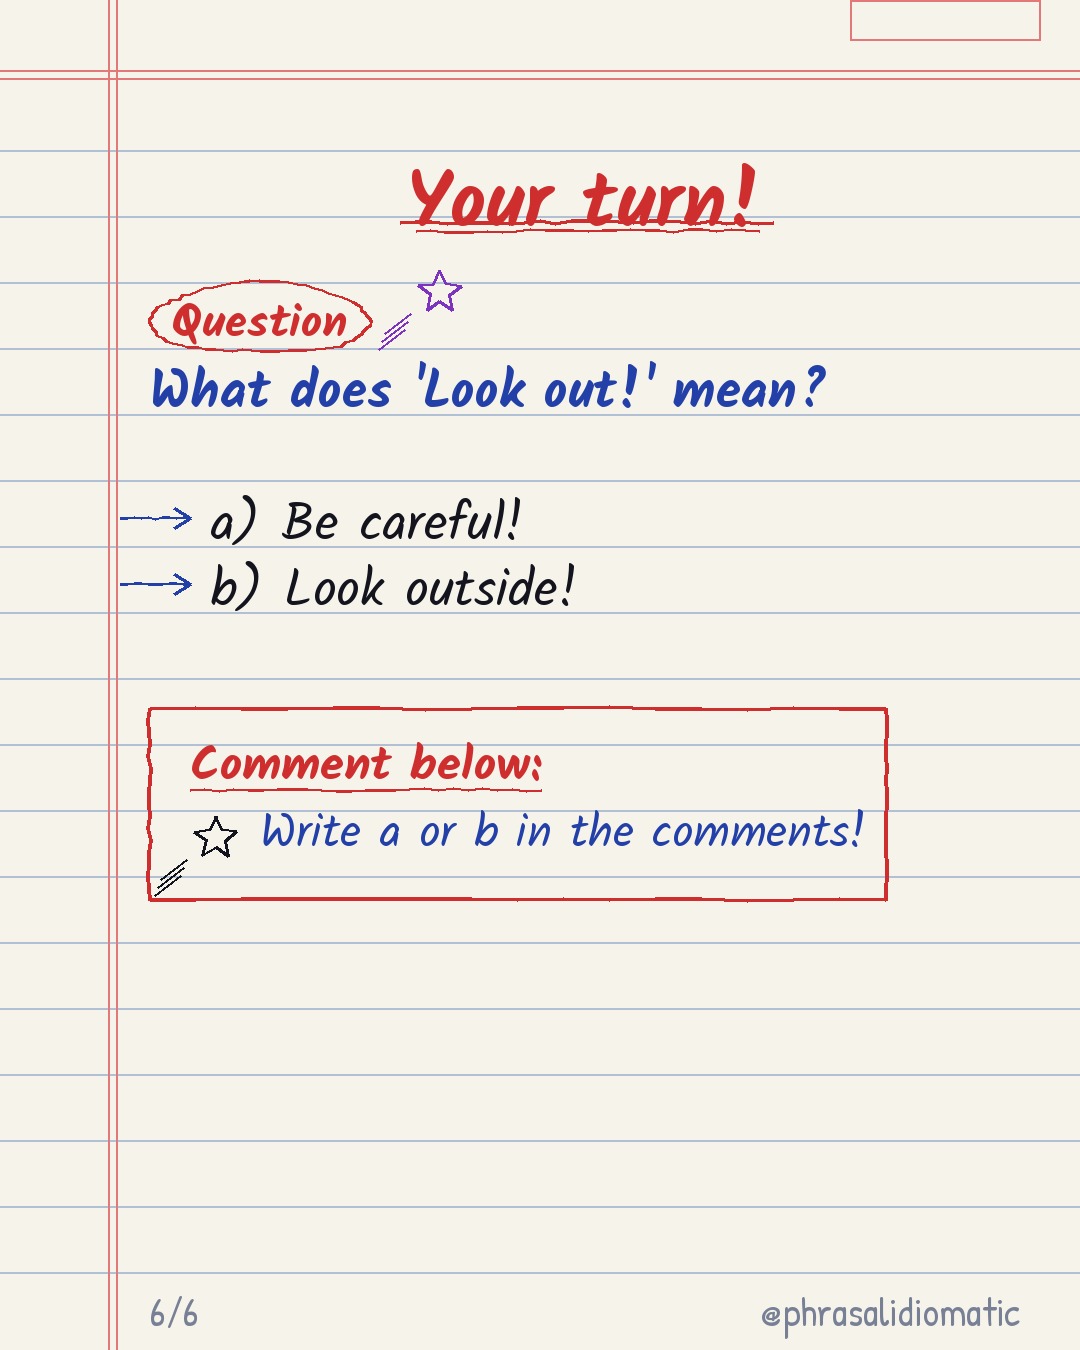 Your turn!
Question
What does 'Look out!' mean?
a) Be careful!
b) Look outside!
Comment below:
Write a or b in the comments!
6/6
@phrasalidiomatic